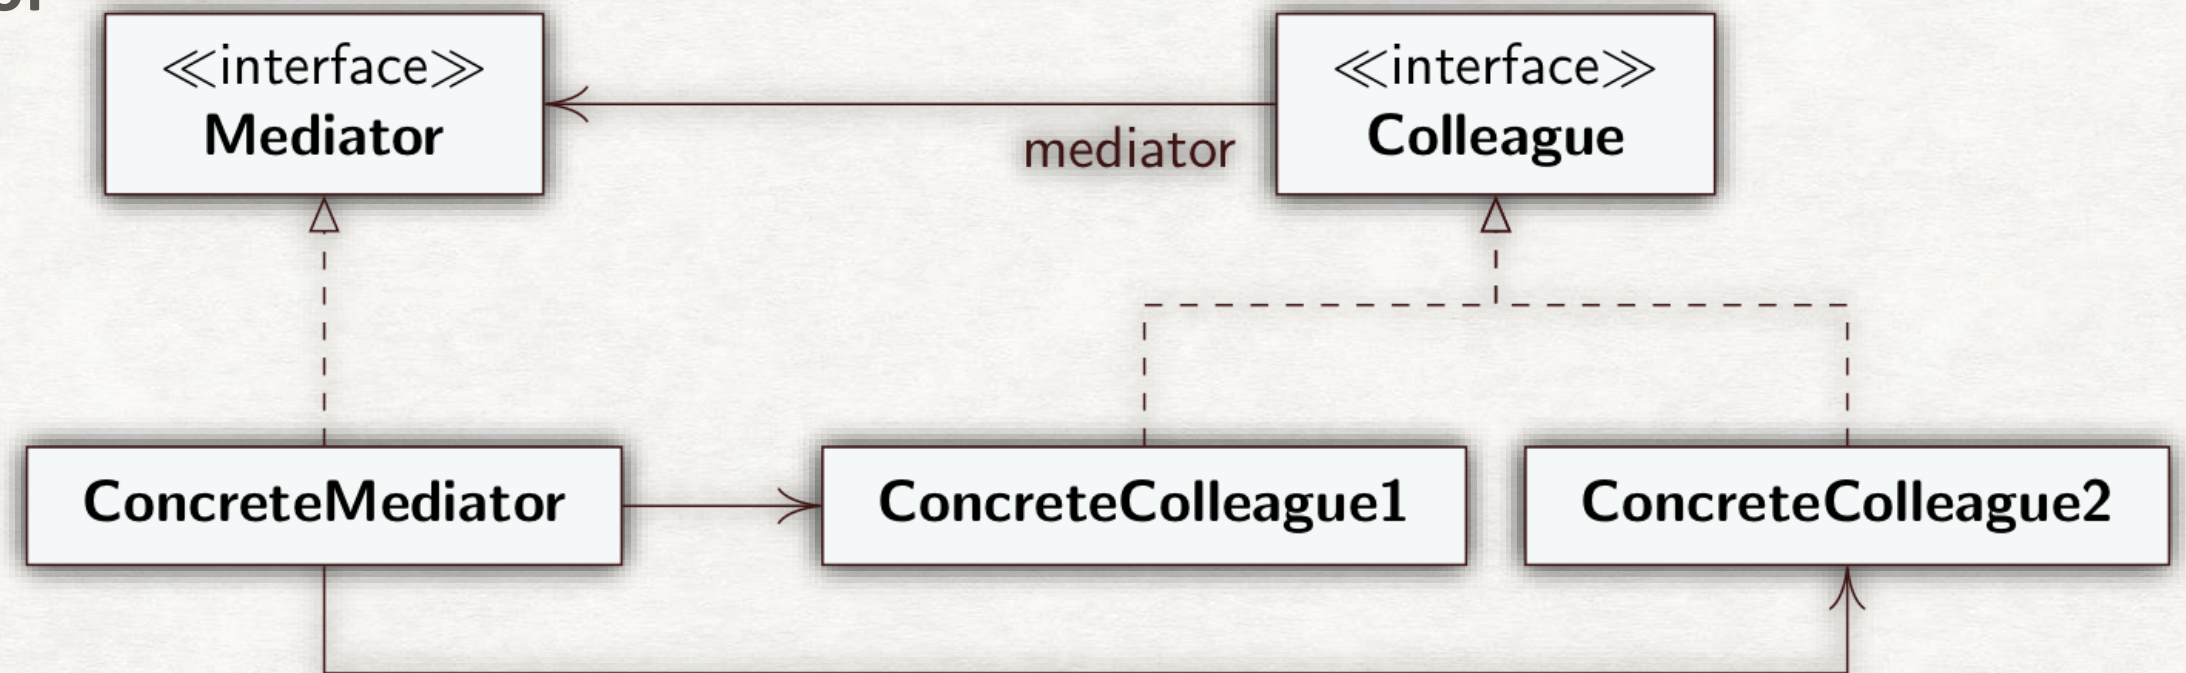 ≪interface≫
Mediator
≪interface≫
Colleague
mediator
ConcreteMediator
ConcreteColleague1
ConcreteColleague2